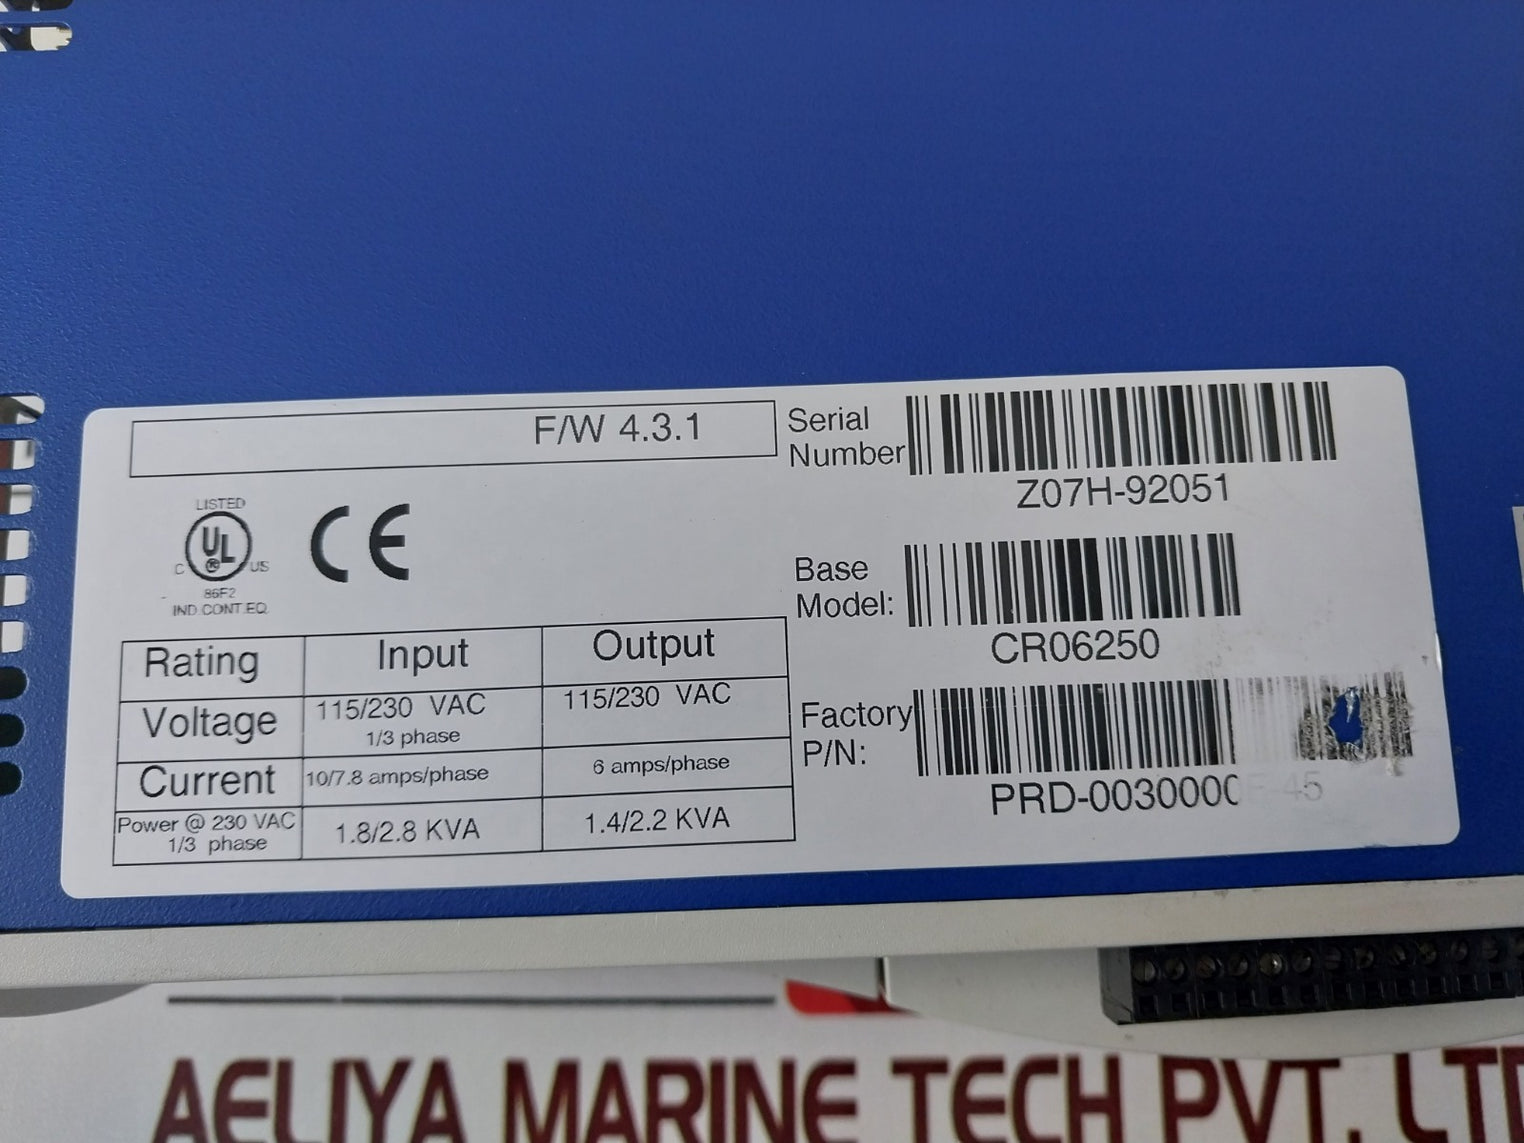 F/W 4.3.1
Serial
Number
Z07H-92051
LISTED
UL
C US
86F2
IND.CONT.EQ.
CE
Base
Model:
CR06250
Rating Input Output
Voltage 115/230 VAC 115/230 VAC
1/3 phase
Current 10/7.8 amps/phase 6 amps/phase
Power @ 230 VAC 1.8/2.8 KVA 1.4/2.2 KVA
1/3 phase
Factory
P/N:
PRD-0030000F-45
AELIYA MARINE TECH PVT. LTD